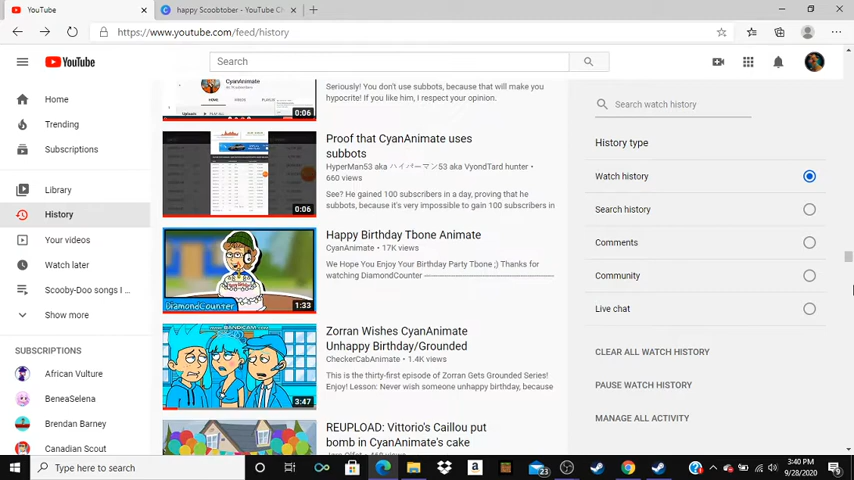 YouTube
happy Scoobtober - YouTube C
https://www.youtube.com/feed/history
YouTube
Search
Home
Trending
Subscriptions
Library
History
Your videos
Watch later
Scooby-Doo songs I ...
Show more
SUBSCRIPTIONS
African Vulture
BeneaSelena
Brendan Barney
Canadian Scout
CyanAnimate
HOME VIDEOS
Uploads
0:06
Seriously! You don't use subbots, because that will make you
hypocrite! If you like him, I respect your opinion.
0:06
Proof that CyanAnimate uses
subbots
HyperMan53 aka ハイパーマン53 aka VyondTard hunter •
660 views
See? He gained 100 subscribers in a day, proving that he
subbots, because it's very impossible to gain 100 subscribers in
DiamondCounter
1:33
Happy Birthday Tbone Animate
CyanAnimate • 17K views
We Hope You Enjoy Your Birthday Party Tbone ;) Thanks for
watching DiamondCounter
www.BANDICAM.com
3:47
Zorran Wishes CyanAnimate
Unhappy Birthday/Grounded
CheckerCabAnimate • 1.4K views
This is the thirty-first episode of Zorran Gets Grounded Series!
Enjoy! Lesson: Never wish someone unhappy birthday, because
REUPLOAD: Vittorio's Caillou put
bomb in CyanAnimate's cake
Search watch history
History type
Watch history
Search history
Comments
Community
Live chat
CLEAR ALL WATCH HISTORY
PAUSE WATCH HISTORY
MANAGE ALL ACTIVITY
Type here to search
23
3:40 PM
9/28/2020
9